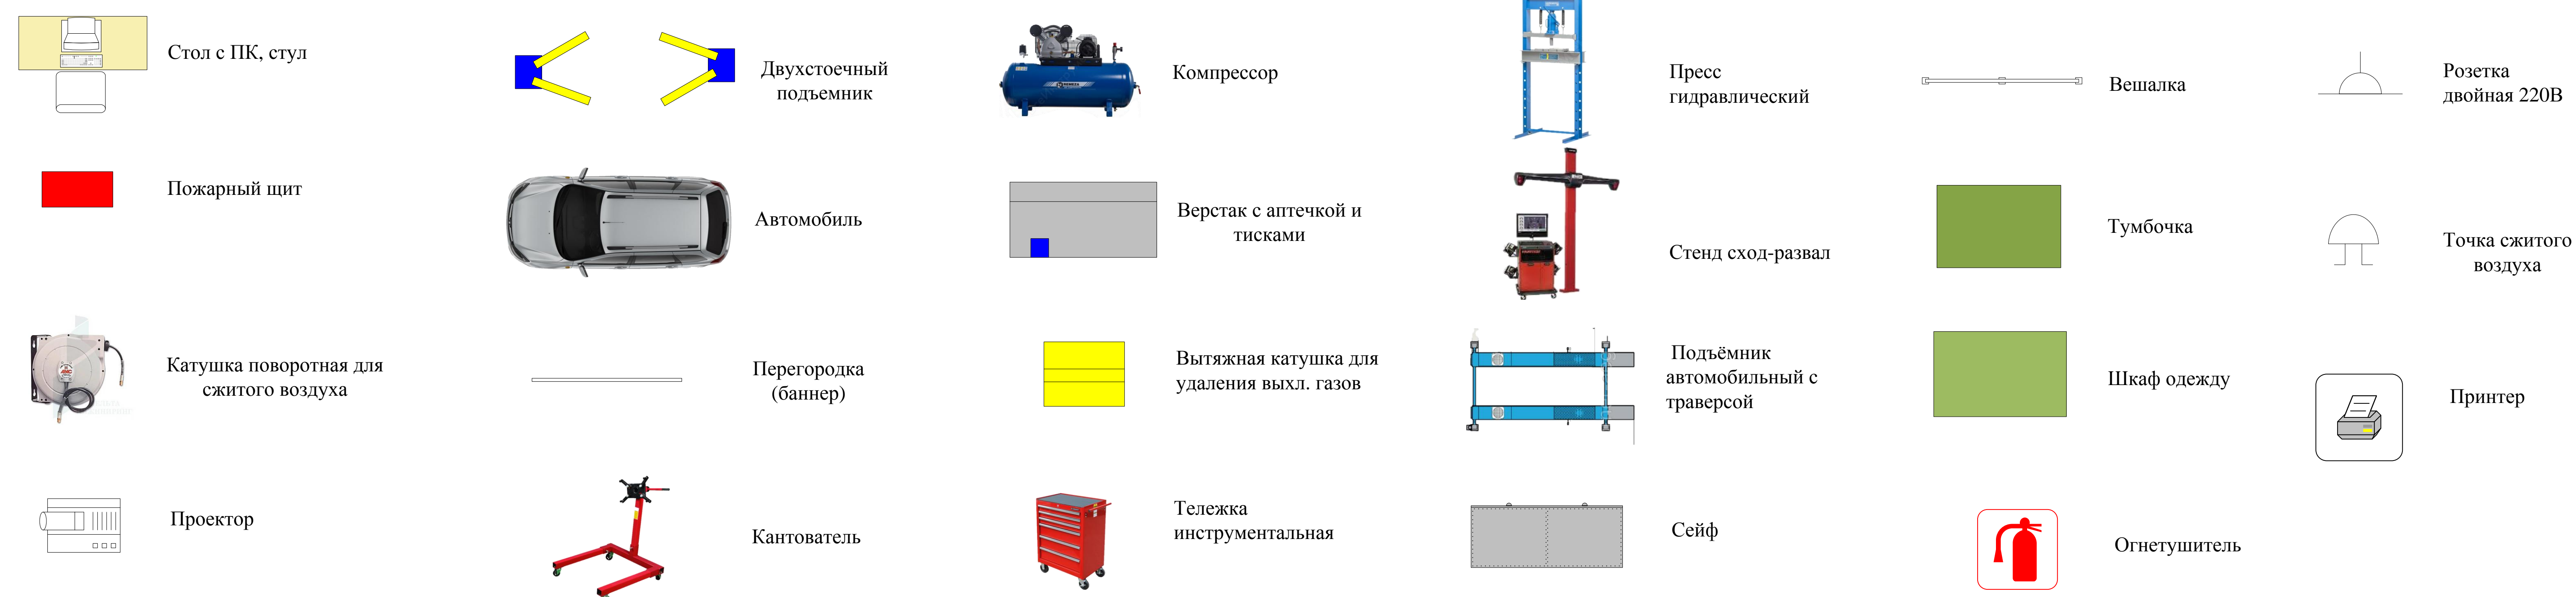 Стол с ПК, стул
Двухстоечный
подъемник
Компрессор
Пресс
гидравлический
Вешалка
Розетка
двойная 220В
Пожарный щит
Автомобиль
Верстак с аптечкой и
тисками
Стенд сход-развал
Тумбочка
Точка сжитого
воздуха
Катушка поворотная для
сжитого воздуха
Перегородка
(баннер)
Вытяжная катушка для
удаления выхл. газов
Подъёмник
автомобильный с
траверсой
Шкаф одежду
Принтер
Проектор
Кантователь
Тележка
инструментальная
Сейф
Огнетушитель